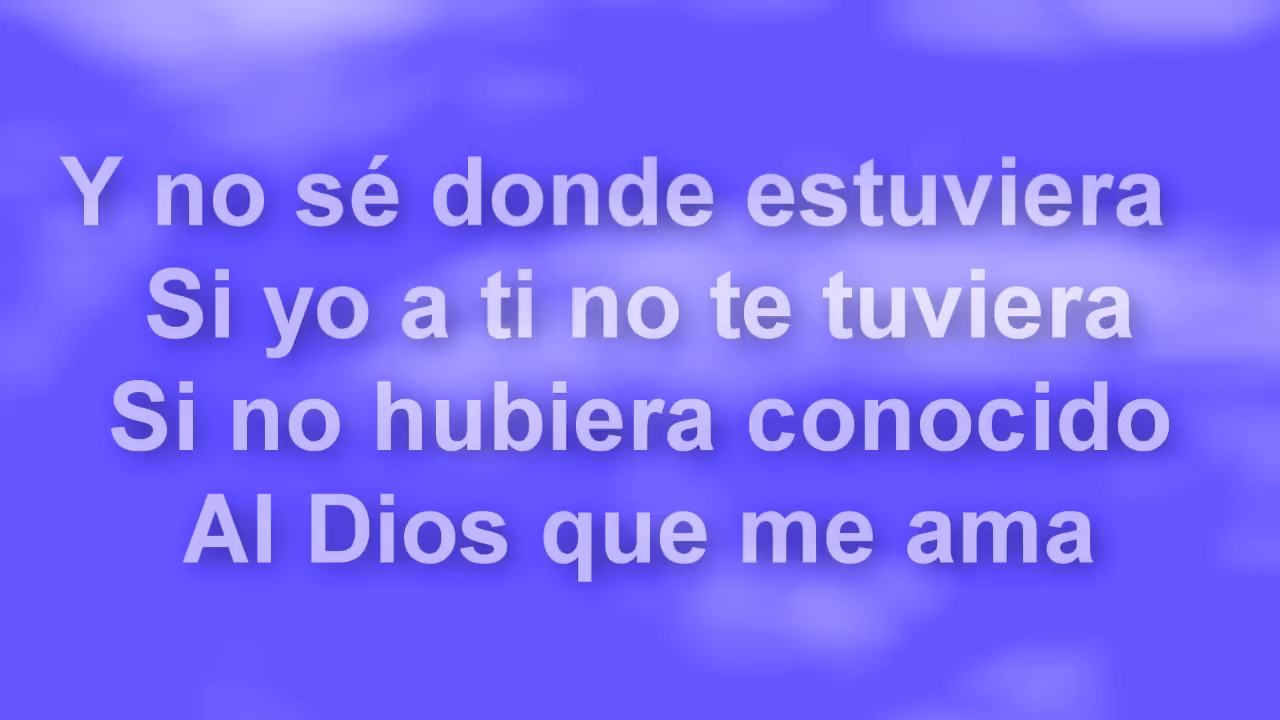 Y no sé donde estuviera
Si yo a ti no te tuviera
Si no hubiera conocido
Al Dios que me ama